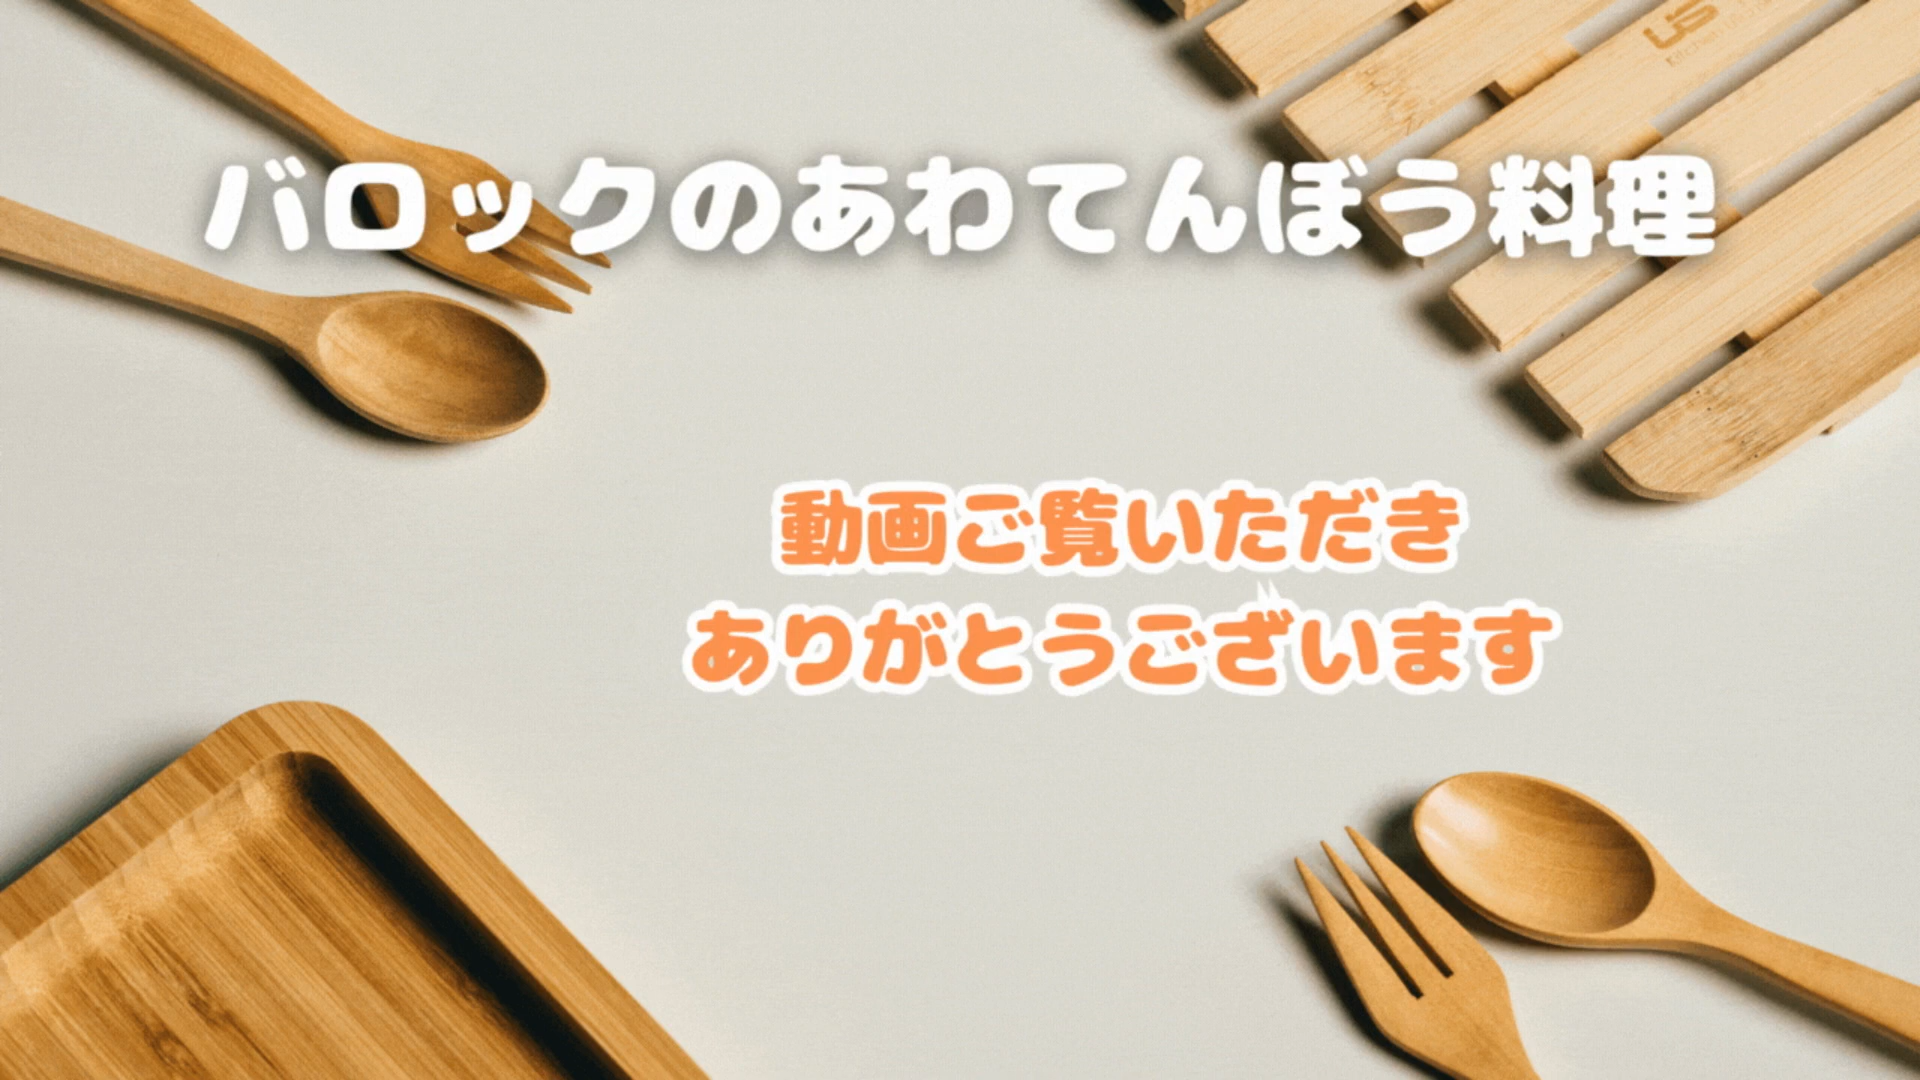 バロックのあわてんぼう料理
動画ご覧いただき
ありがとうございます
US